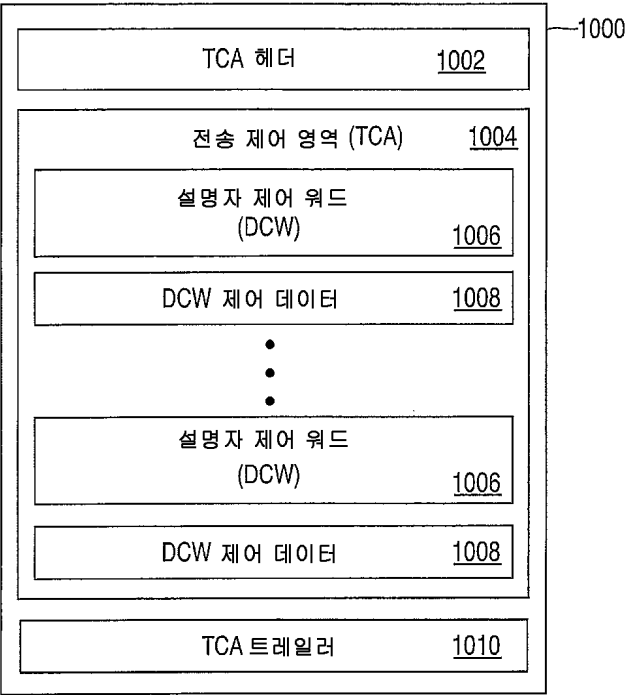 1000
TCA 헤더 1002
전송 제어 영역 (TCA) 1004
설명자 제어 워드
(DCW) 1006
DCW 제어 데이터 1008
설명자 제어 워드
(DCW) 1006
DCW 제어 데이터 1008
TCA 트레일러 1010